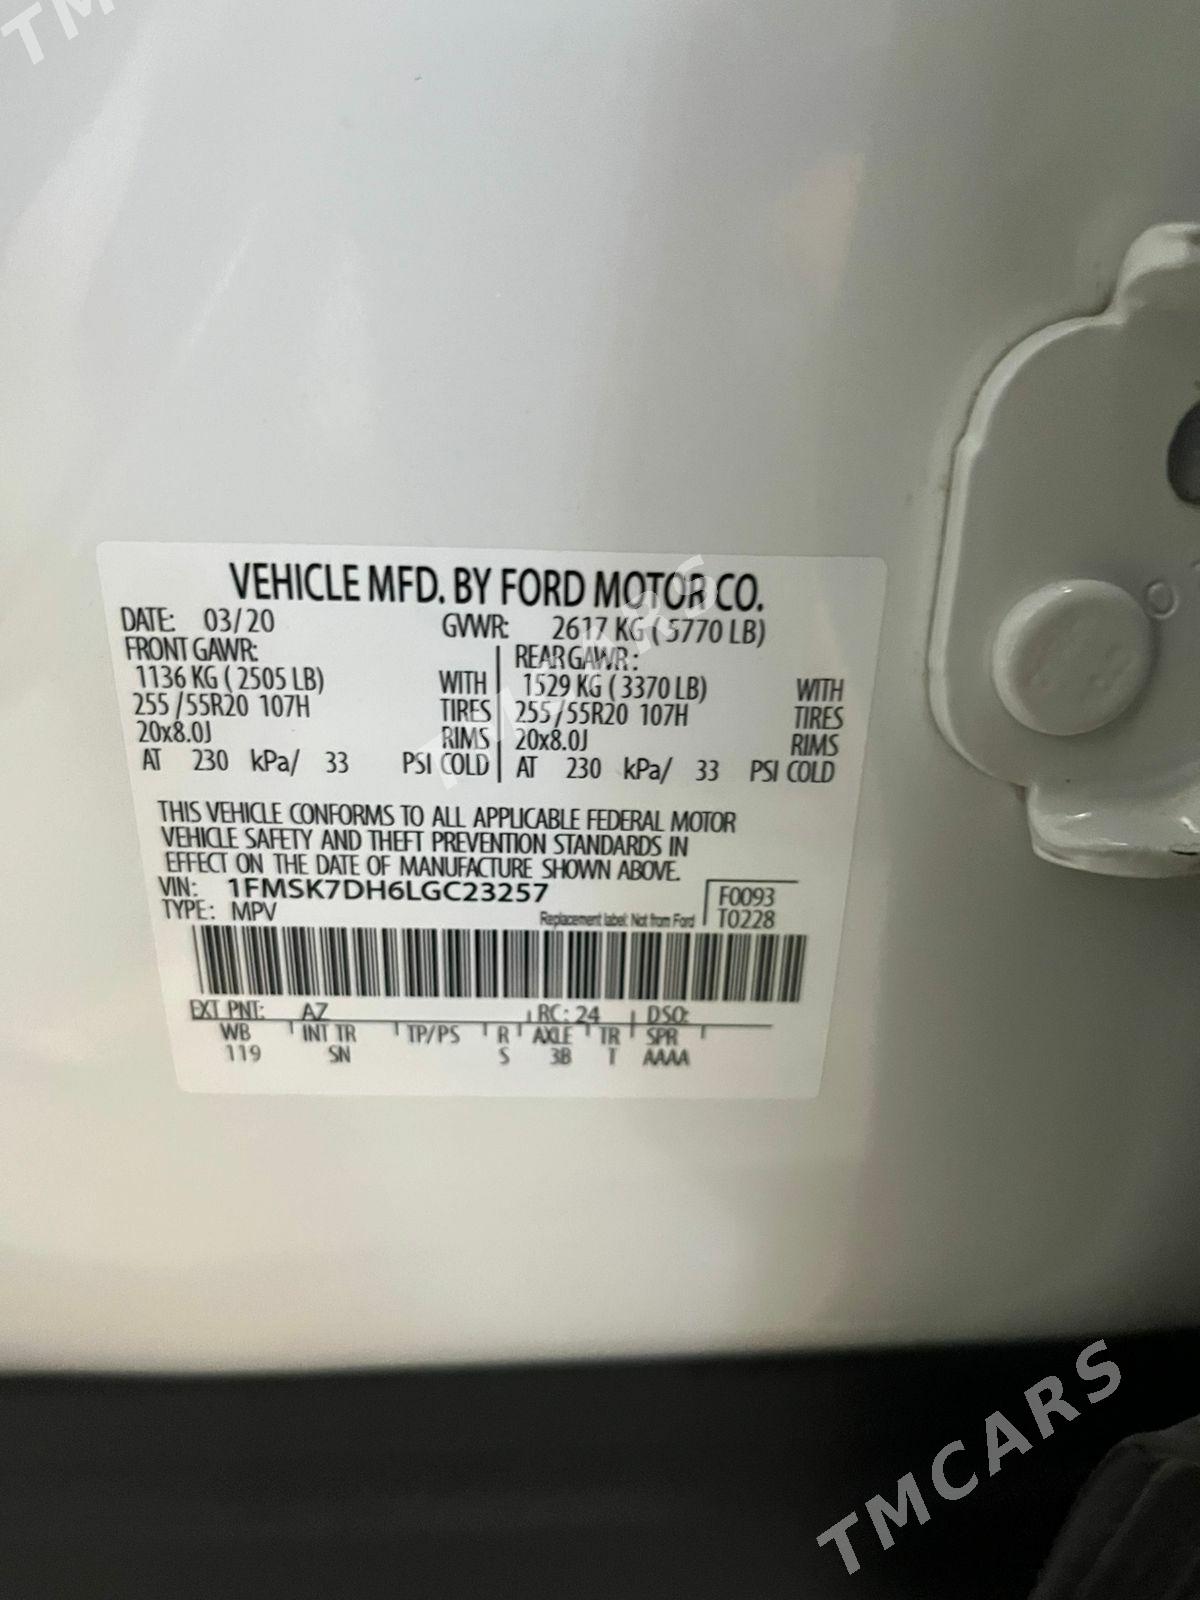 TM
VEHICLE MFD. BY FORD MOTOR CO.
DATE: 03/20 GVWR: 2617 KG ( 5770 LB)
FRONT GAWR: REAR GAWR:
1136 KG ( 2505 LB) WITH 1529 KG ( 3370 LB) WITH
255 /55R20 107H TIRES 255/55R20 107H TIRES
20x8.0J RIMS 20x8.0J RIMS
AT 230 kPa/ 33 PSI COLD AT 230 kPa/ 33 PSI COLD
TMCARS
THIS VEHICLE CONFORMS TO ALL APPLICABLE FEDERAL MOTOR
VEHICLE SAFETY AND THEFT PREVENTION STANDARDS IN
EFFECT ON THE DATE OF MANUFACTURE SHOWN ABOVE.
VIN: 1FMSK7DH6LGC23257 F0093
TYPE: MPV Replacement label: Not from Ford T0228
EXT PNT: AZ RC: 24 DSO:
WB INT TR TP/PS R AXLE TR SPR
119 SN S 3B T AAAA
TMCARS